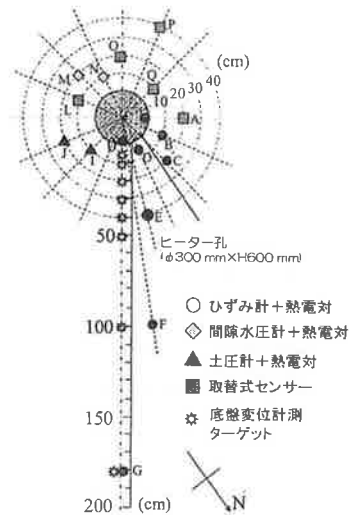 P
O
(cm)
M
N
Q
40
30
20
10
L
A
B
J
I
D
C
E
50
ヒーター孔
(φ300 mm×H600 mm)
○ ひずみ計+熱電対
◇ 間隙水圧計+熱電対
▲ 土圧計+熱電対
■ 取替式センサー
底盤変位計測
ターゲット
F
100
150
G
200
(cm)
N